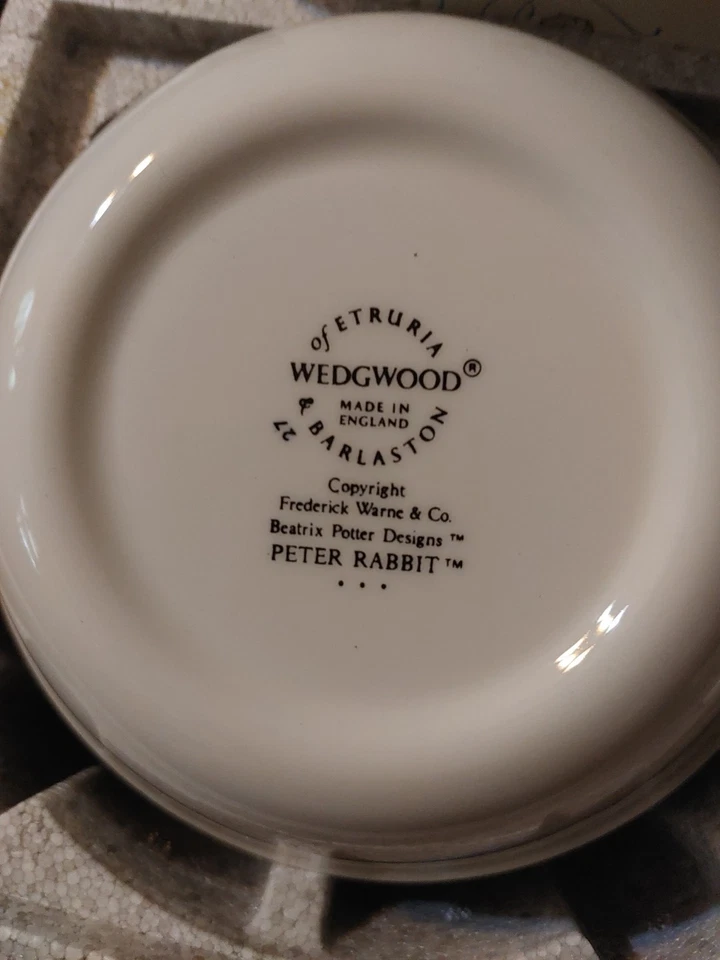 of ETRURIA
WEDGWOOD®
MADE IN
ENGLAND
& BARLASTON
27
Copyright
Frederick Warne & Co.
Beatrix Potter Designs ™
PETER RABBIT ™
• • •